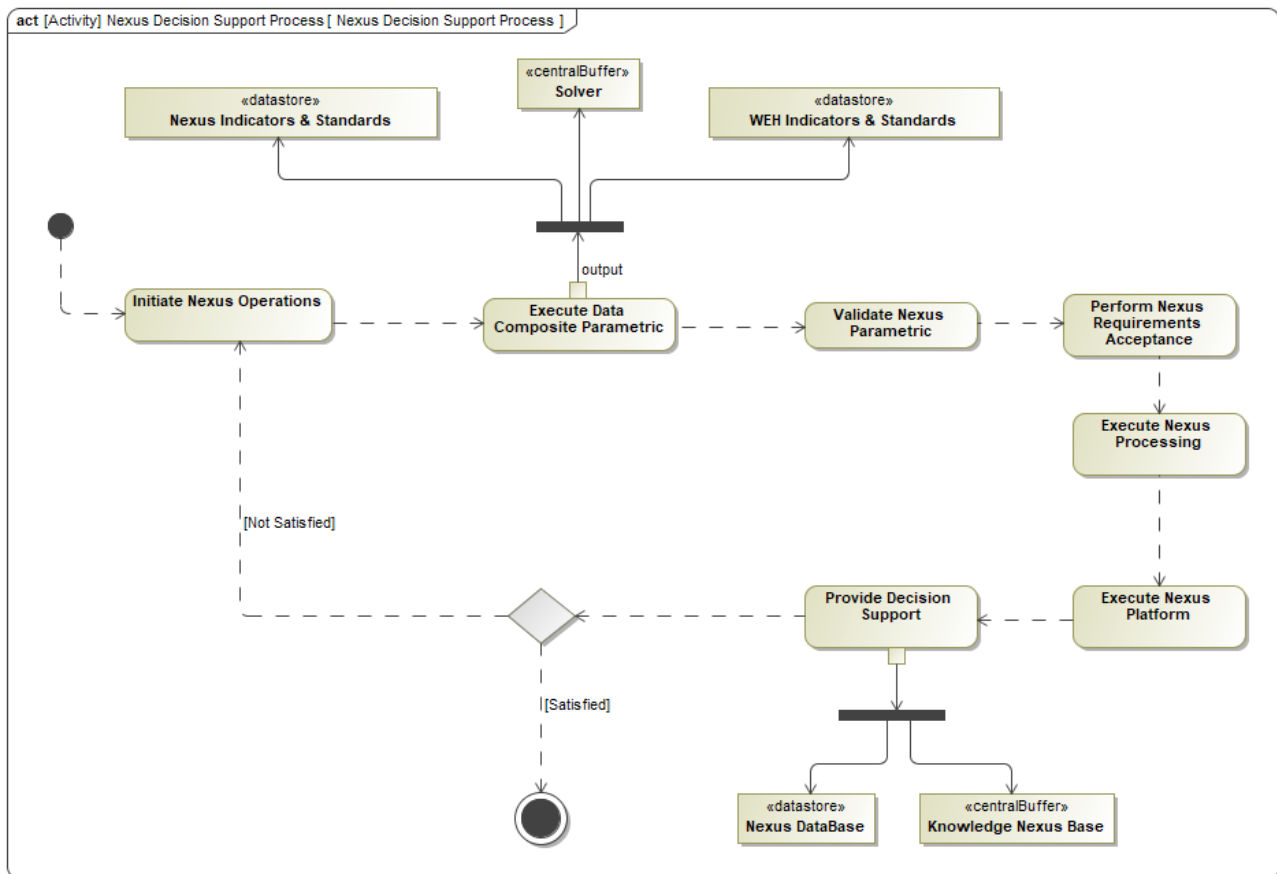 act [Activity] Nexus Decision Support Process [ Nexus Decision Support Process ]
«centralBuffer»
Solver
«datastore»
Nexus Indicators & Standards
«datastore»
WEH Indicators & Standards
output
Initiate Nexus Operations
Execute Data
Composite Parametric
Validate Nexus
Parametric
Perform Nexus
Requirements
Acceptance
Execute Nexus
Processing
[Not Satisfied]
Provide Decision
Support
Execute Nexus
Platform
[Satisfied]
«datastore»
Nexus DataBase
«centralBuffer»
Knowledge Nexus Base